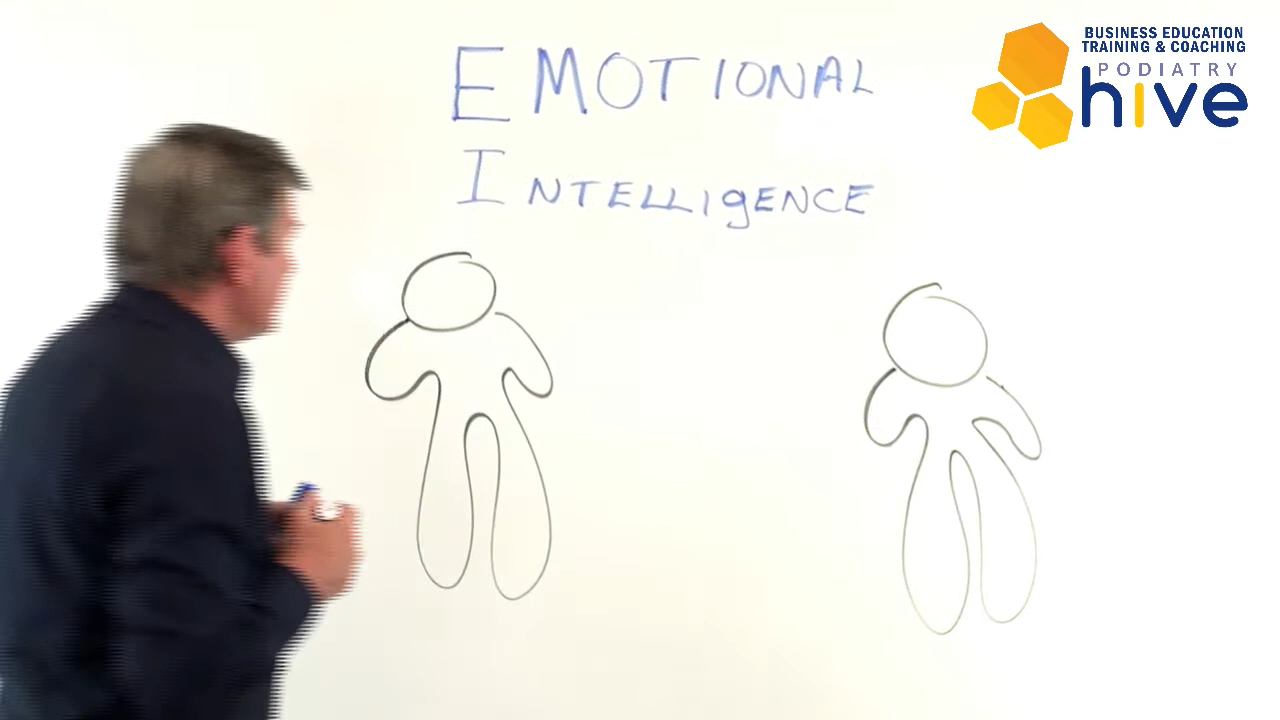 EMOTIONAL
INTELLIGENCE
BUSINESS EDUCATION
TRAINING & COACHING
PODIATRY
hive